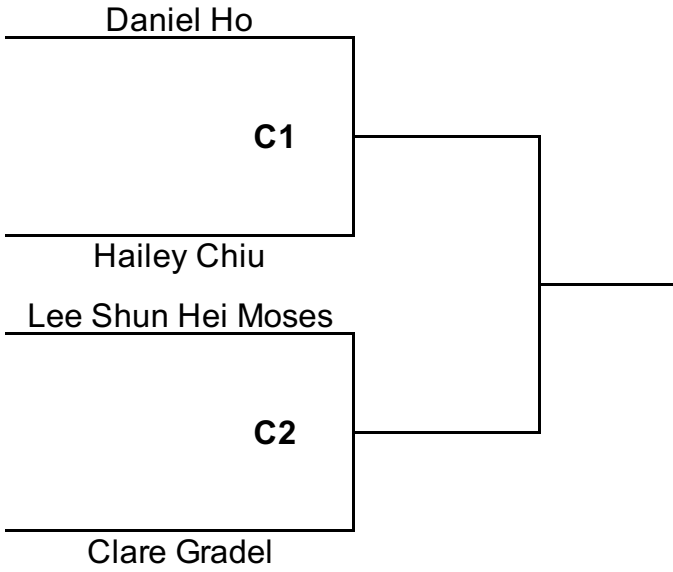 Daniel Ho
C1
Hailey Chiu
Lee Shun Hei Moses
C2
Clare Gradel